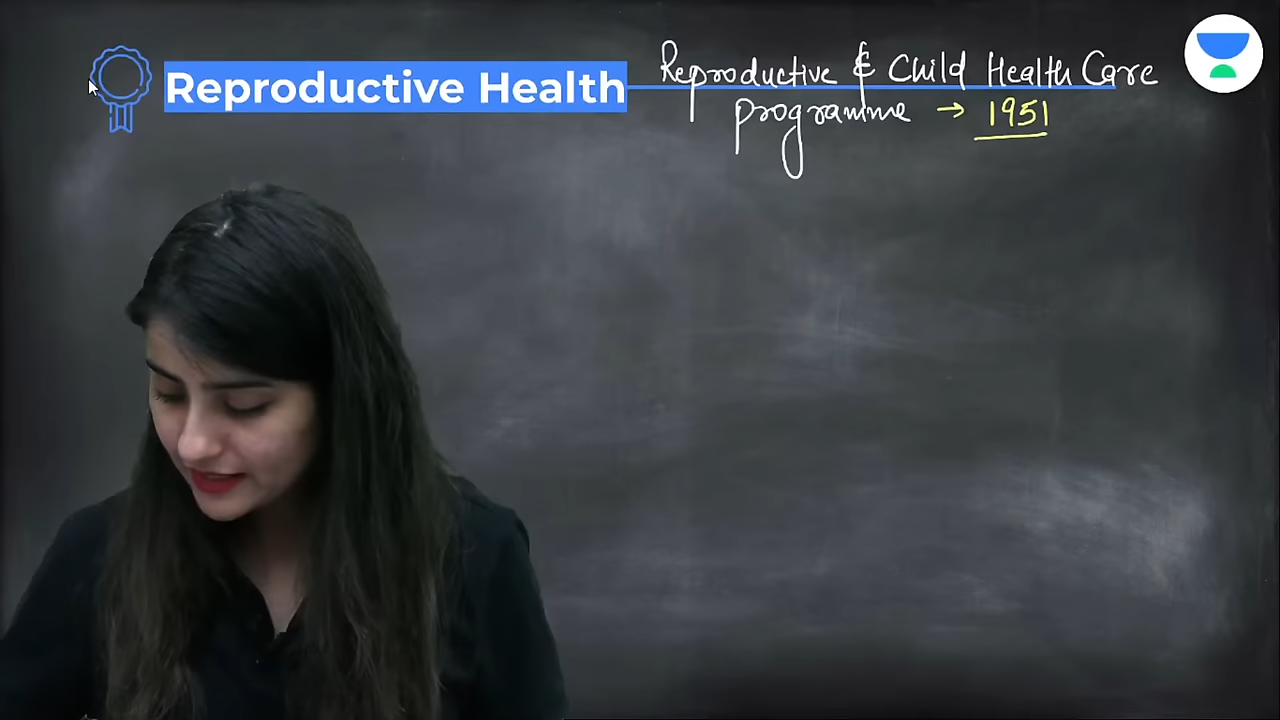 Reproductive Health
Reproductive & Child Health Care
programme → 1951